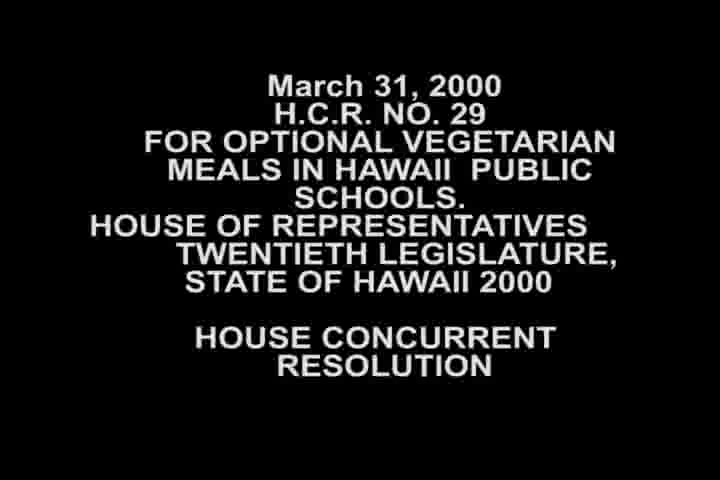 March 31, 2000
H.C.R. NO. 29
FOR OPTIONAL VEGETARIAN
MEALS IN HAWAII PUBLIC
SCHOOLS.
HOUSE OF REPRESENTATIVES
TWENTIETH LEGISLATURE,
STATE OF HAWAII 2000
HOUSE CONCURRENT
RESOLUTION